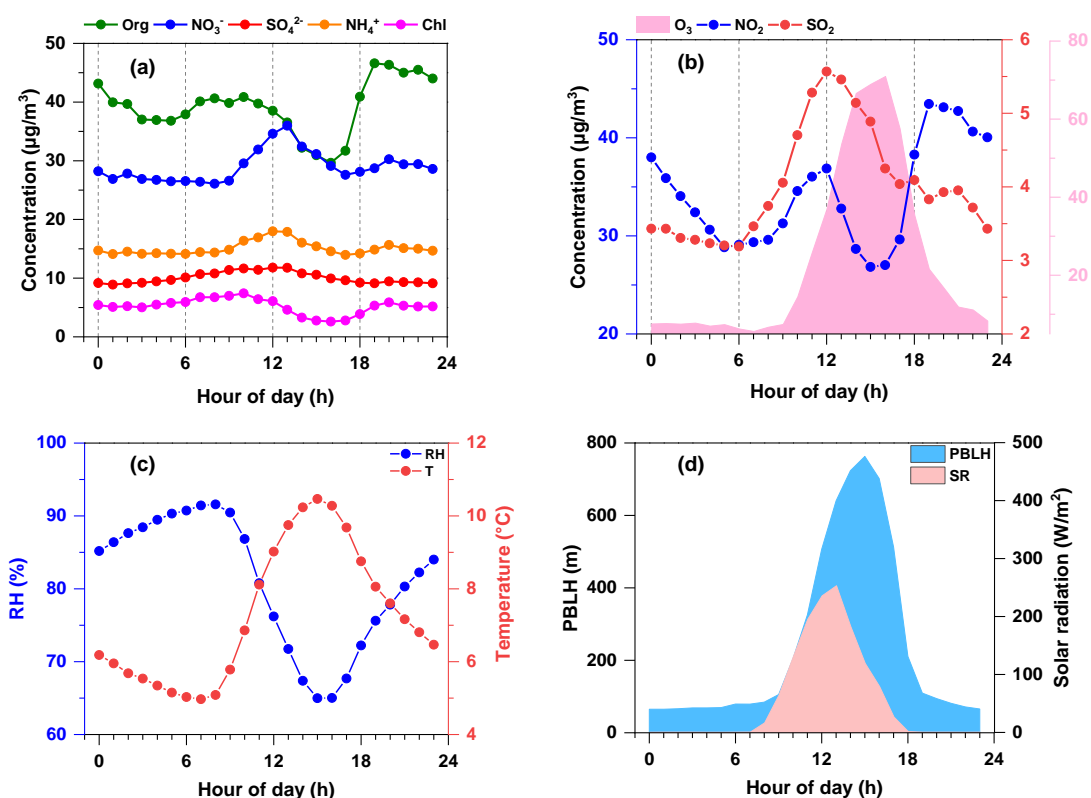 Org NO₃⁻ SO₄²⁻ NH₄⁺ Chl
(a)
Concentration (μg/m³)
50
40
30
20
10
0
0 6 12 18 24
Hour of day (h)
O₃ NO₂ SO₂
(b)
Concentration (μg/m³)
50
40
30
20
6
5
4
3
2
80
60
20
0 6 12 18 24
Hour of day (h)
(c)
RH
T
RH (%)
100
90
80
70
60
Temperature (°C)
12
10
8
6
4
0 6 12 18 24
Hour of day (h)
(d)
PBLH
SR
PBLH (m)
800
600
400
200
0
Solar radiation (W/m²)
500
400
300
200
100
0
0 6 12 18 24
Hour of day (h)